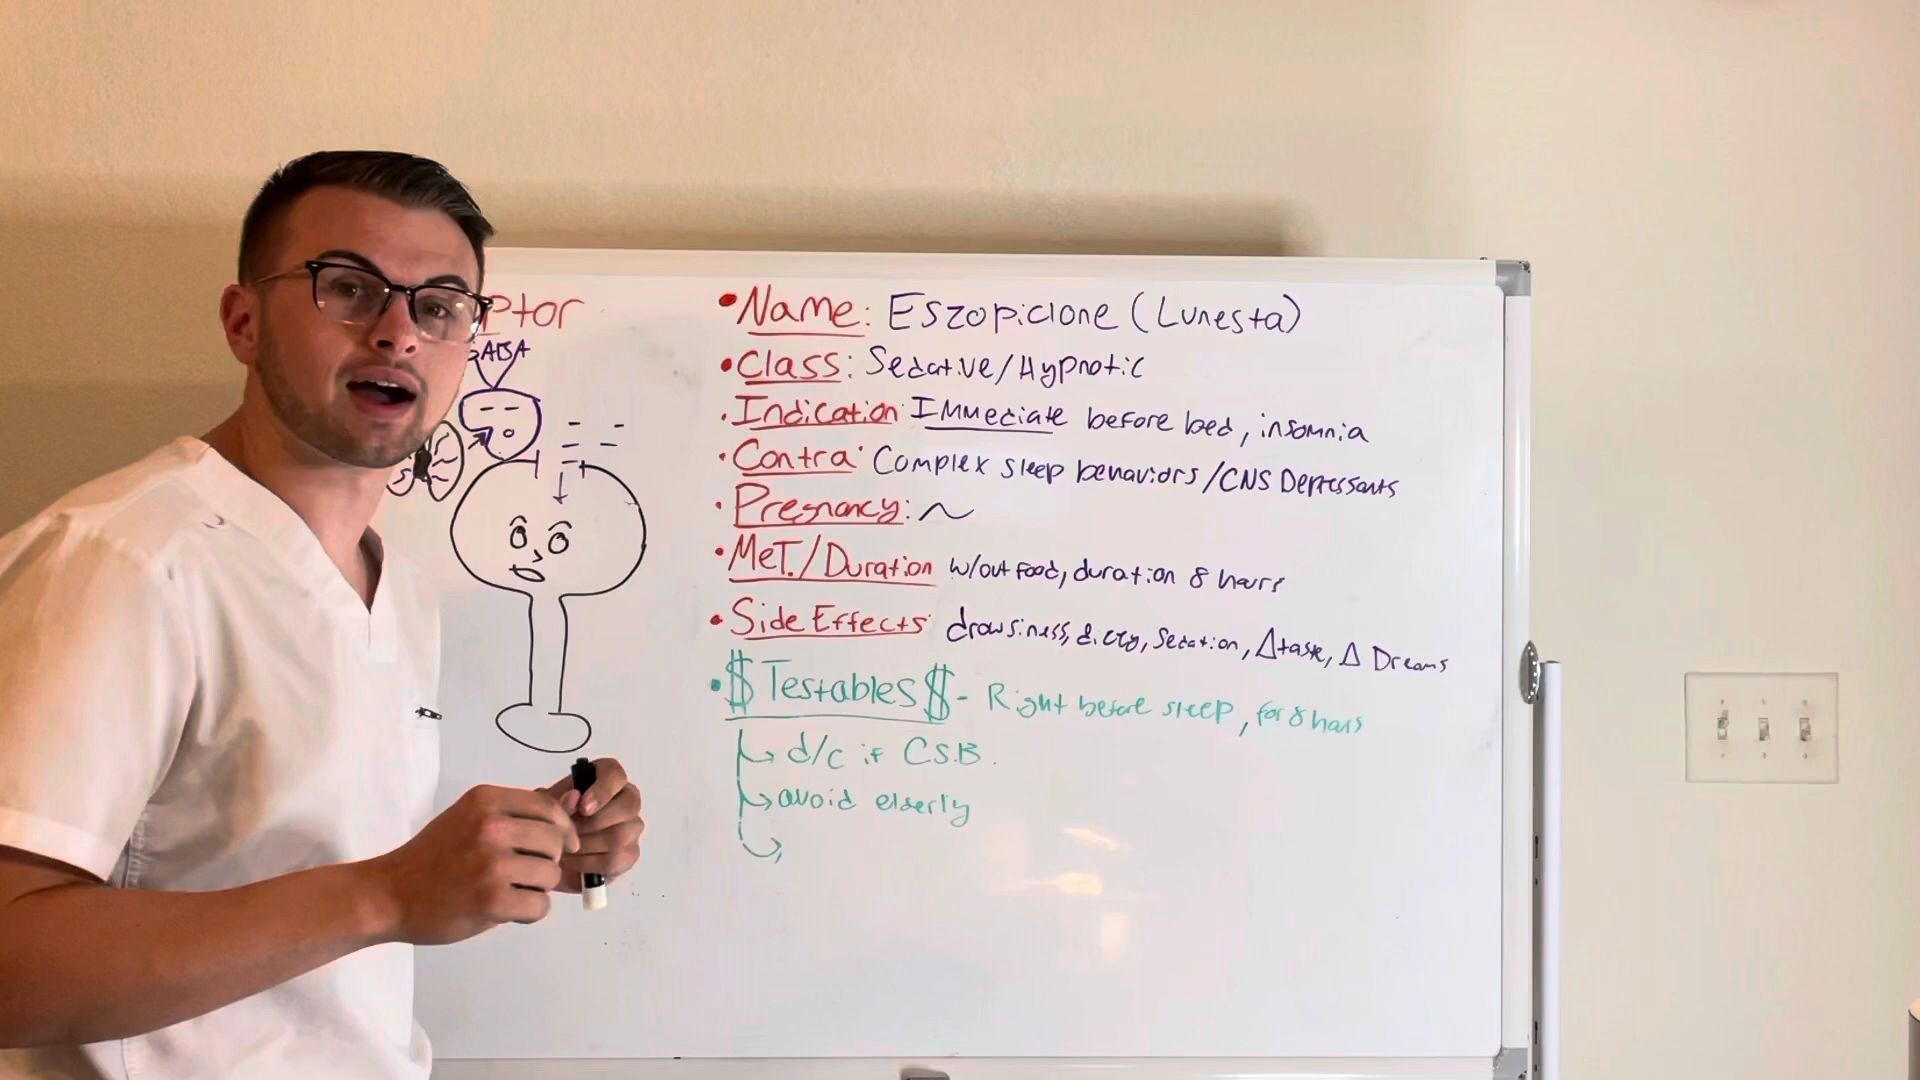 ptor
GABA
• Name: Eszopiclone (Lunesta)
• Class: Sedative/Hypnotic
• Indication: Immediate before bed, insomnia
• Contra: Complex sleep behaviors/CNS Depressants
• Pregnancy: ~
• Met./Duration w/out food, duration 8 hours
• Side Effects: drowsiness, dizzy, Sedation, Δtaste, Δ Dreams
• $Testables$ - Right before sleep, for 8 hours
↳ d/c if C.S.B.
↳ avoid elderly